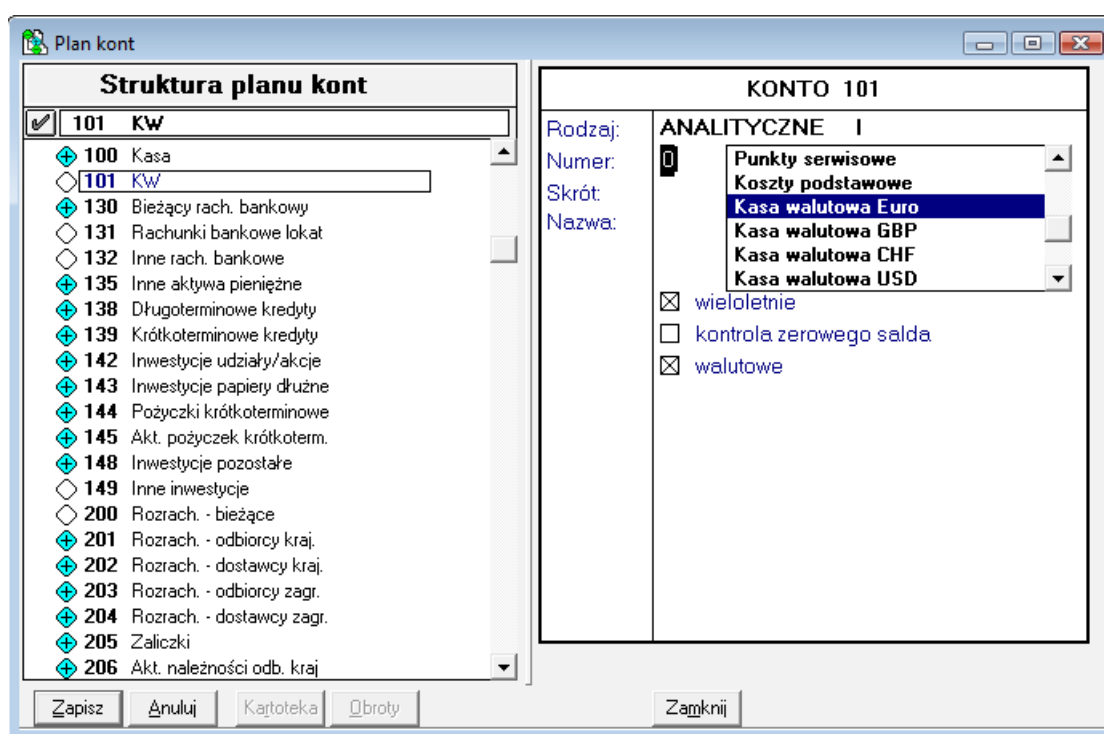 Plan kont
Struktura planu kont
101 KW
100 Kasa
101 KW
130 Bieżący rach. bankowy
131 Rachunki bankowe lokat
132 Inne rach. bankowe
135 Inne aktywa pieniężne
138 Długoterminowe kredyty
139 Krótkoterminowe kredyty
142 Inwestycje udziały/akcje
143 Inwestycje papiery dłużne
144 Pożyczki krótkoterminowe
145 Akt. pożyczek krótkoterm.
148 Inwestycje pozostałe
149 Inne inwestycje
200 Rozrach. - bieżące
201 Rozrach. - odbiorcy kraj.
202 Rozrach. - dostawcy kraj.
203 Rozrach. - odbiorcy zagr.
204 Rozrach. - dostawcy zagr.
205 Zaliczki
206 Akt. należności odb. kraj
KONTO 101
Rodzaj: ANALITYCZNE I
Numer: 0
Skrót:
Nazwa:
Punkty serwisowe
Koszty podstawowe
Kasa walutowa Euro
Kasa walutowa GBP
Kasa walutowa CHF
Kasa walutowa USD
wieloletnie
kontrola zerowego salda
walutowe
Zapisz Anuluj Kartoteka Obroty Zamknij